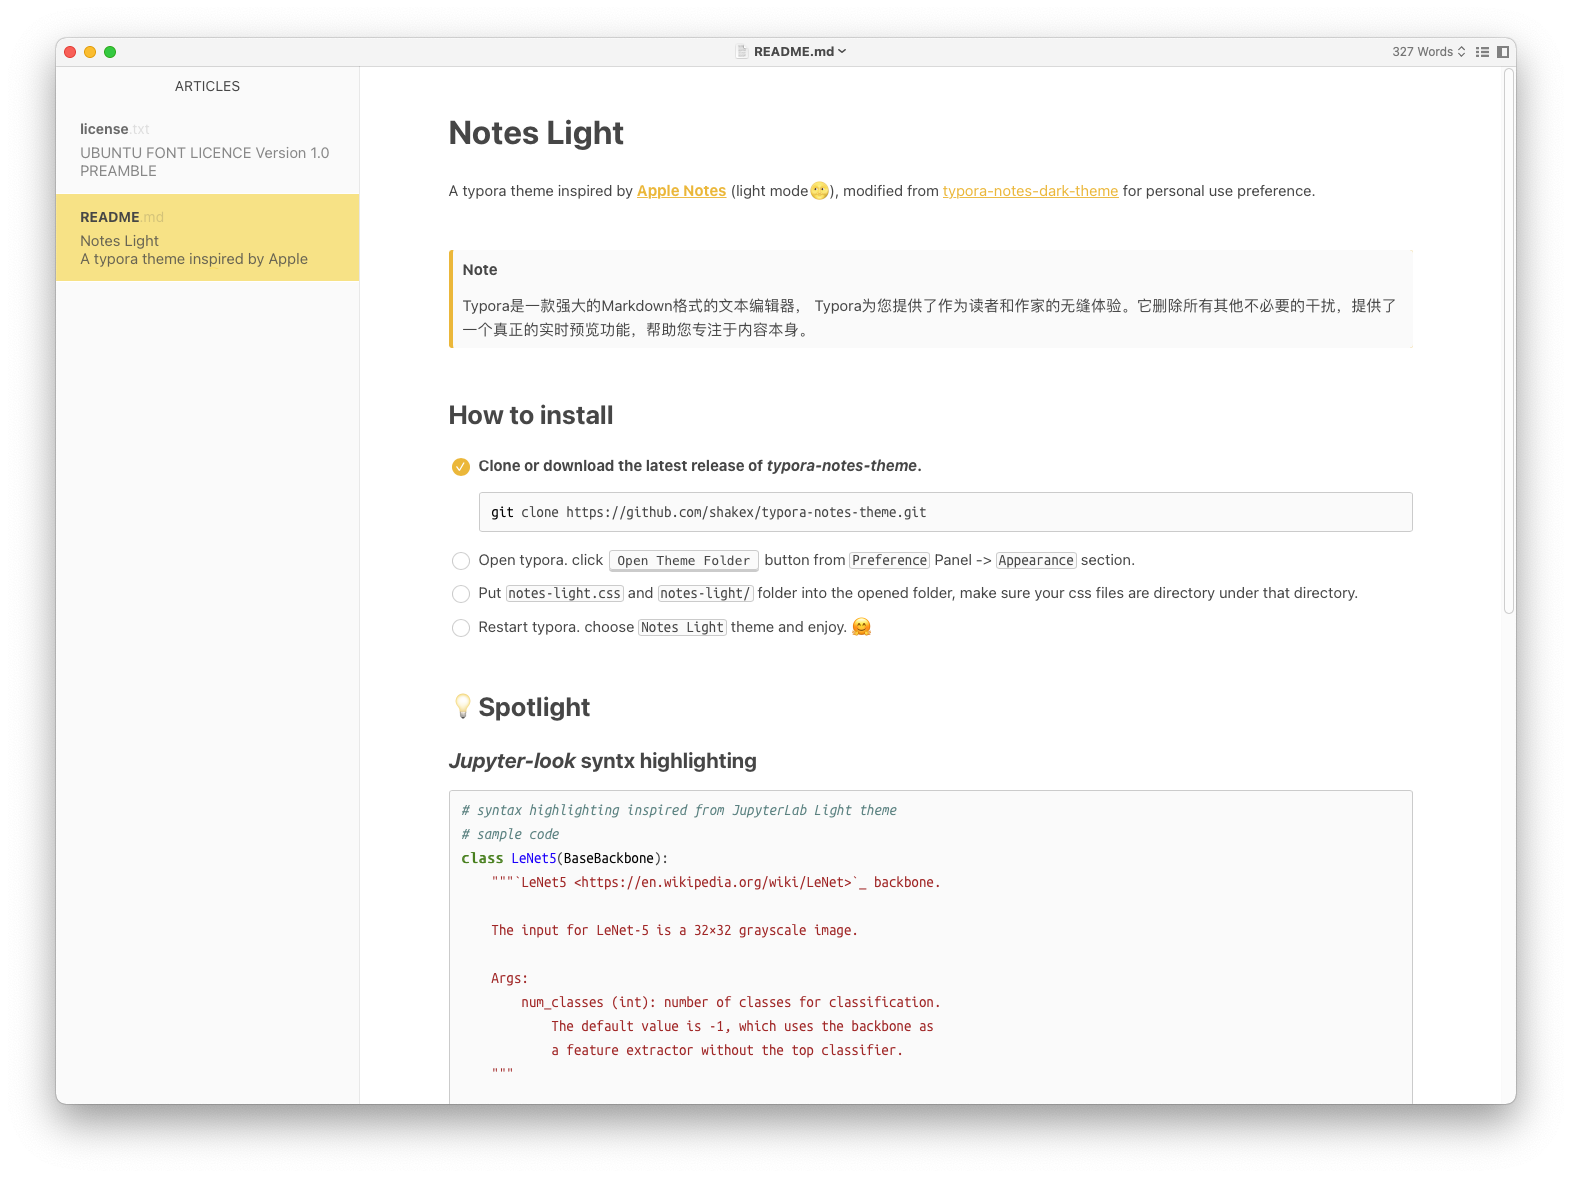 README.md
327 Words
ARTICLES
license.txt
UBUNTU FONT LICENCE Version 1.0
PREAMBLE
README.md
Notes Light
A typora theme inspired by Apple
Notes Light
A typora theme inspired by Apple Notes (light mode🌝), modified from typora-notes-dark-theme for personal use preference.
Note
Typora是一款强大的Markdown格式的文本编辑器， Typora为您提供了作为读者和作家的无缝体验。它删除所有其他不必要的干扰，提供了
一个真正的实时预览功能，帮助您专注于内容本身。
How to install
Clone or download the latest release of typora-notes-theme.
git clone https://github.com/shakex/typora-notes-theme.git
Open typora. click Open Theme Folder button from Preference Panel -> Appearance section.
Put notes-light.css and notes-light/ folder into the opened folder, make sure your css files are directory under that directory.
Restart typora. choose Notes Light theme and enjoy. 🤗
💡 Spotlight
Jupyter-look syntx highlighting
# syntax highlighting inspired from JupyterLab Light theme
# sample code
class LeNet5(BaseBackbone):
"""`LeNet5 <https://en.wikipedia.org/wiki/LeNet>`_ backbone.
The input for LeNet-5 is a 32×32 grayscale image.
Args:
num_classes (int): number of classes for classification.
The default value is -1, which uses the backbone as
a feature extractor without the top classifier.
"""